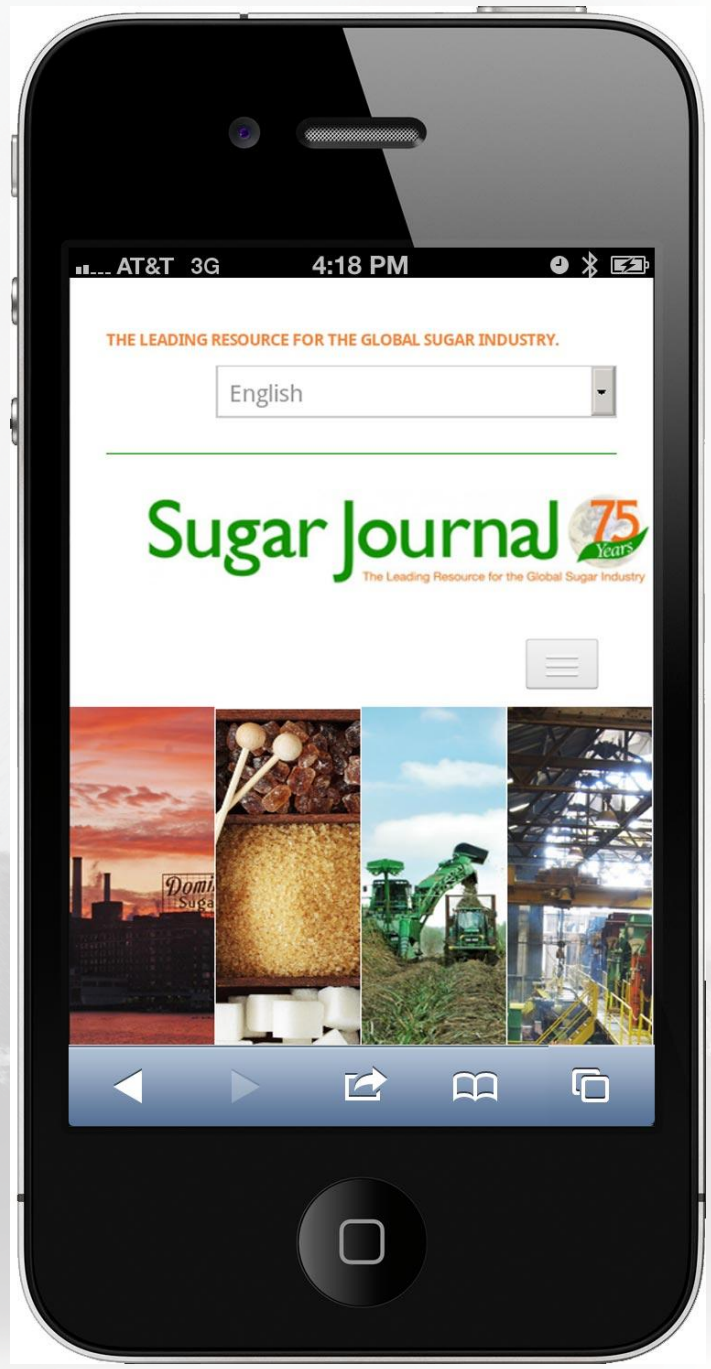 AT&T 3G 4:18 PM
THE LEADING RESOURCE FOR THE GLOBAL SUGAR INDUSTRY.
English
Sugar Journal 75
Years
The Leading Resource for the Global Sugar Industry
Domi
Suga